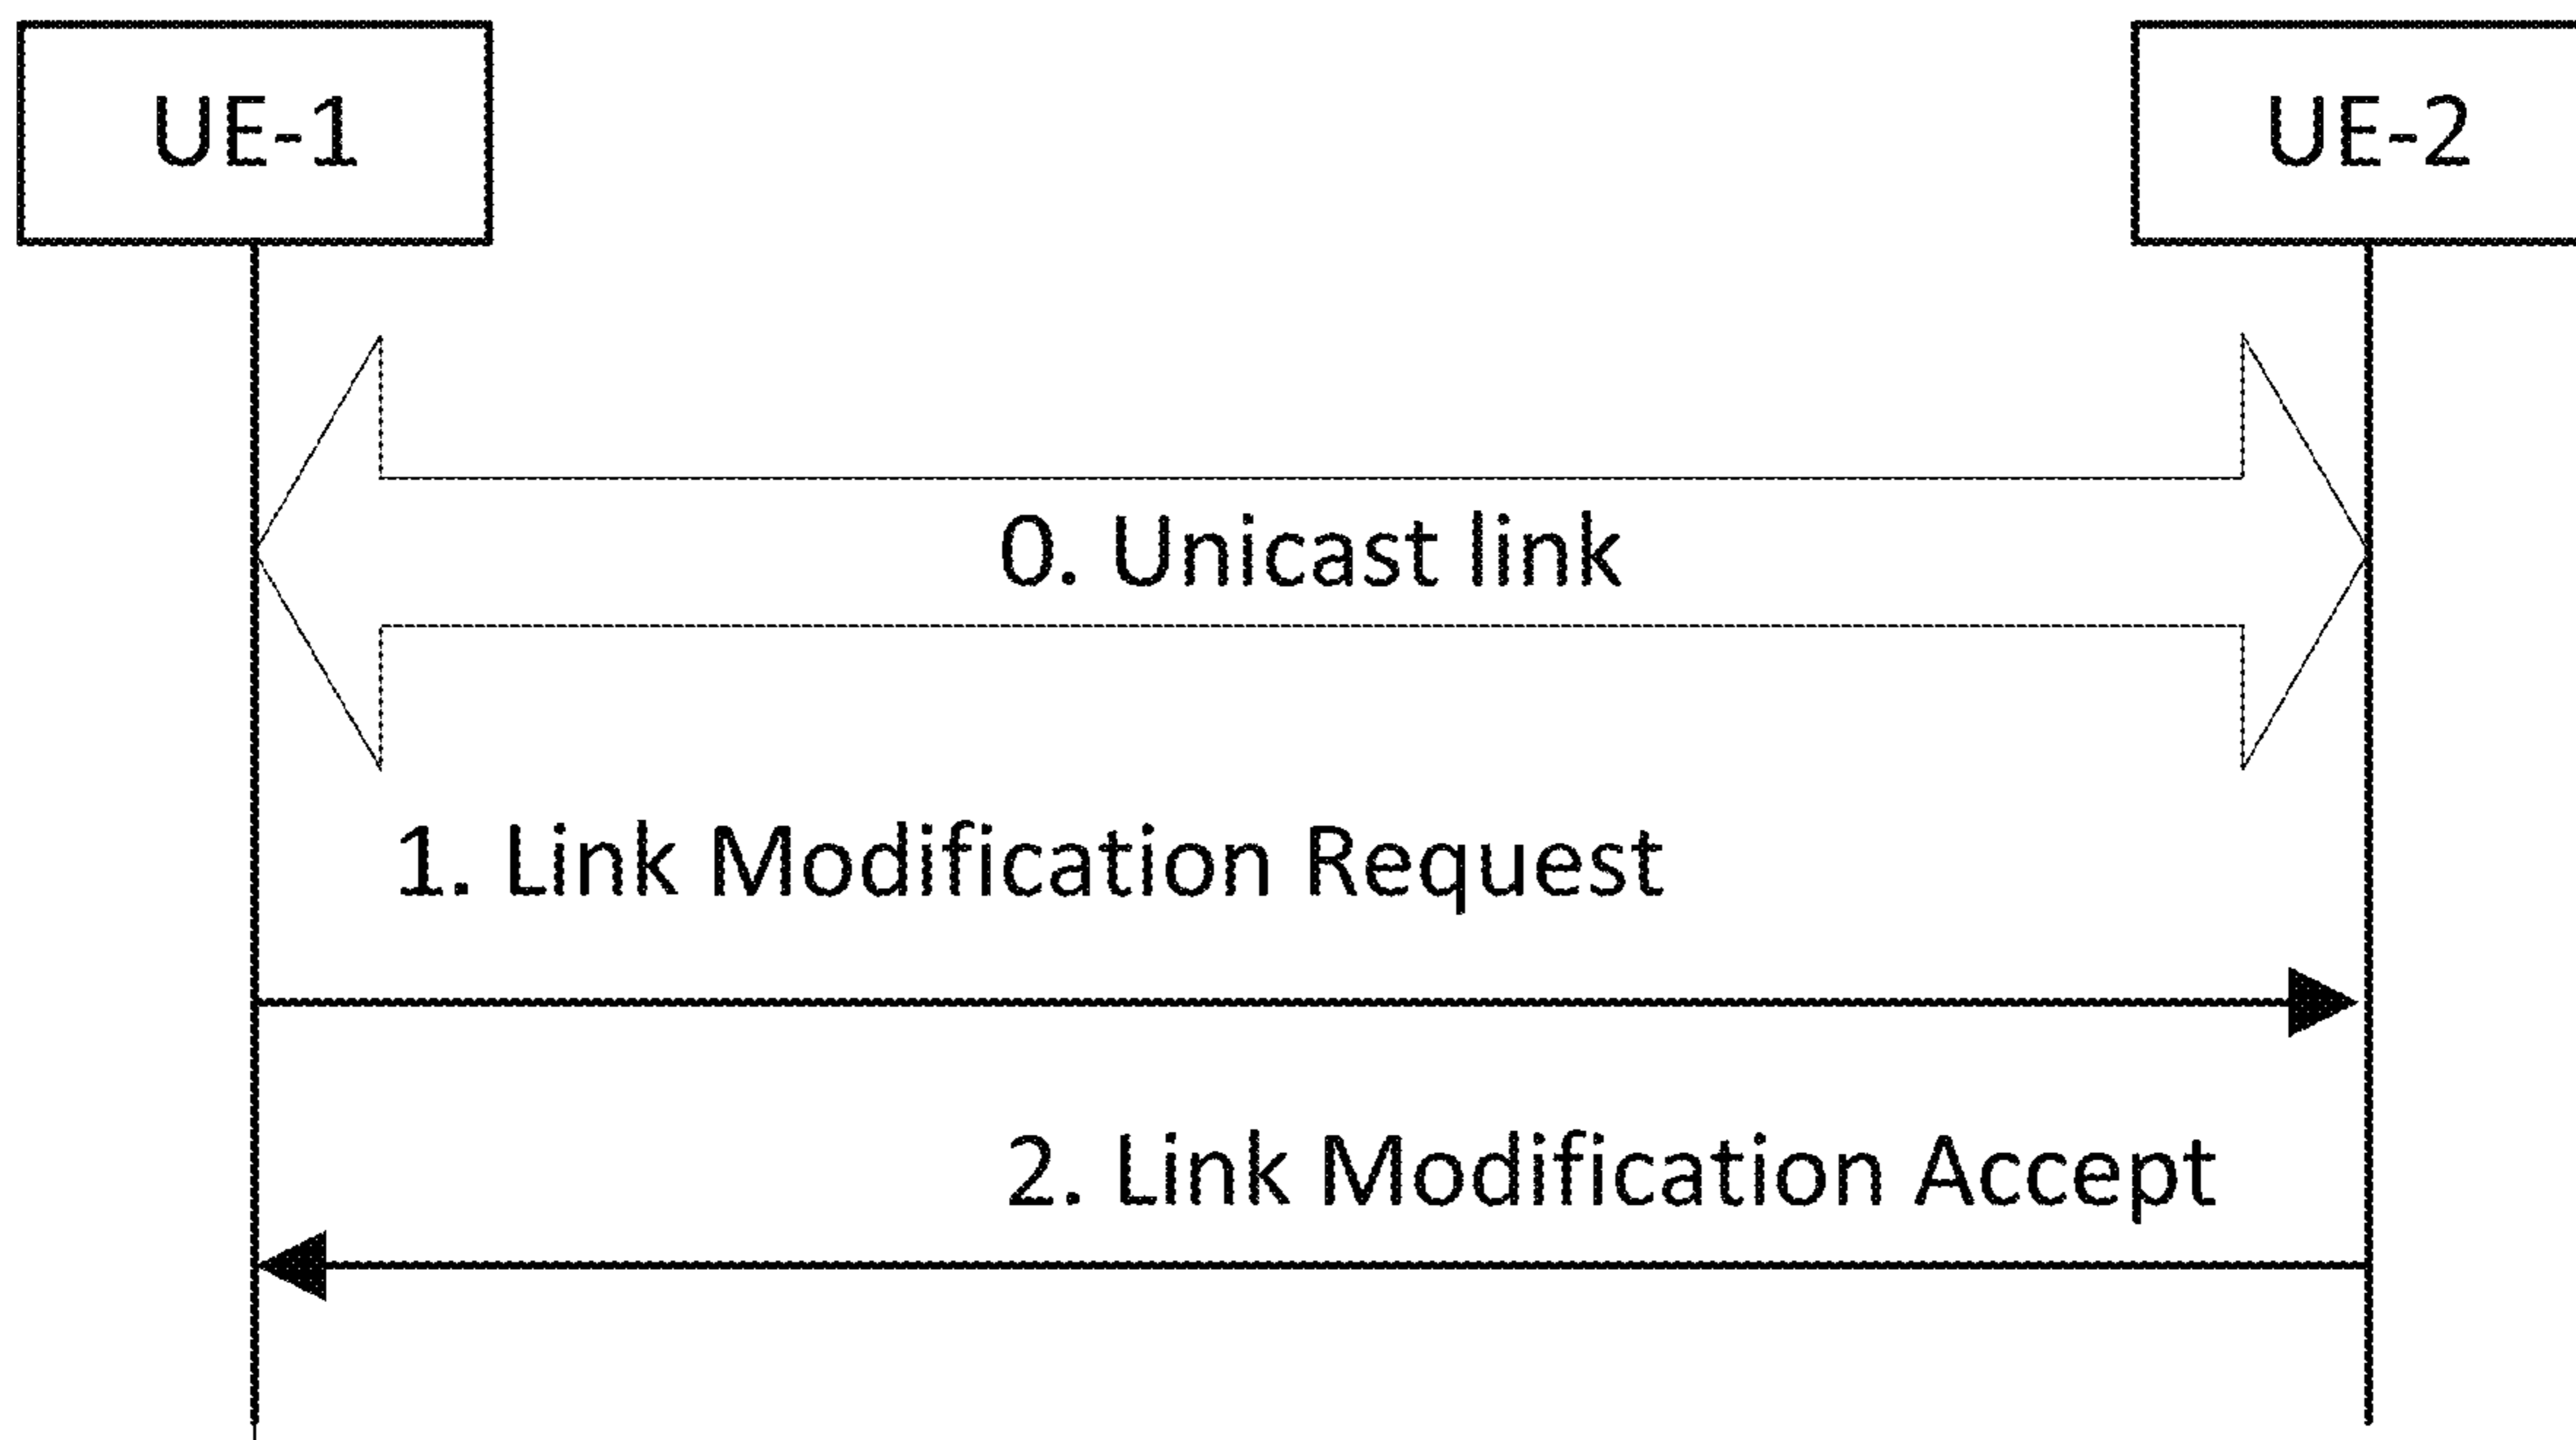 UE-1
UE-2
0. Unicast link
1. Link Modification Request
2. Link Modification Accept